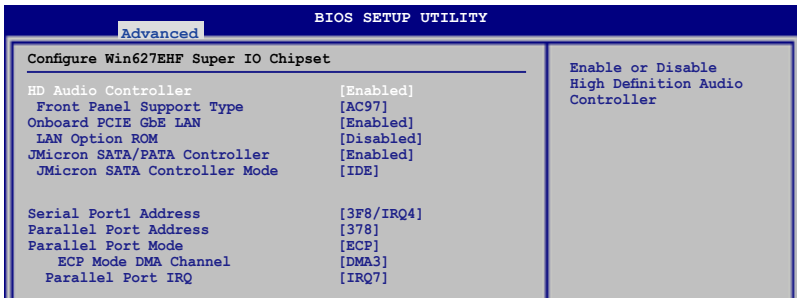 BIOS SETUP UTILITY
Advanced
Configure Win627EHF Super IO Chipset
HD Audio Controller [Enabled]
Front Panel Support Type [AC97]
Onboard PCIE GbE LAN [Enabled]
LAN Option ROM [Disabled]
JMicron SATA/PATA Controller [Enabled]
JMicron SATA Controller Mode [IDE]
Serial Port1 Address [3F8/IRQ4]
Parallel Port Address [378]
Parallel Port Mode [ECP]
ECP Mode DMA Channel [DMA3]
Parallel Port IRQ [IRQ7]
Enable or Disable
High Definition Audio
Controller